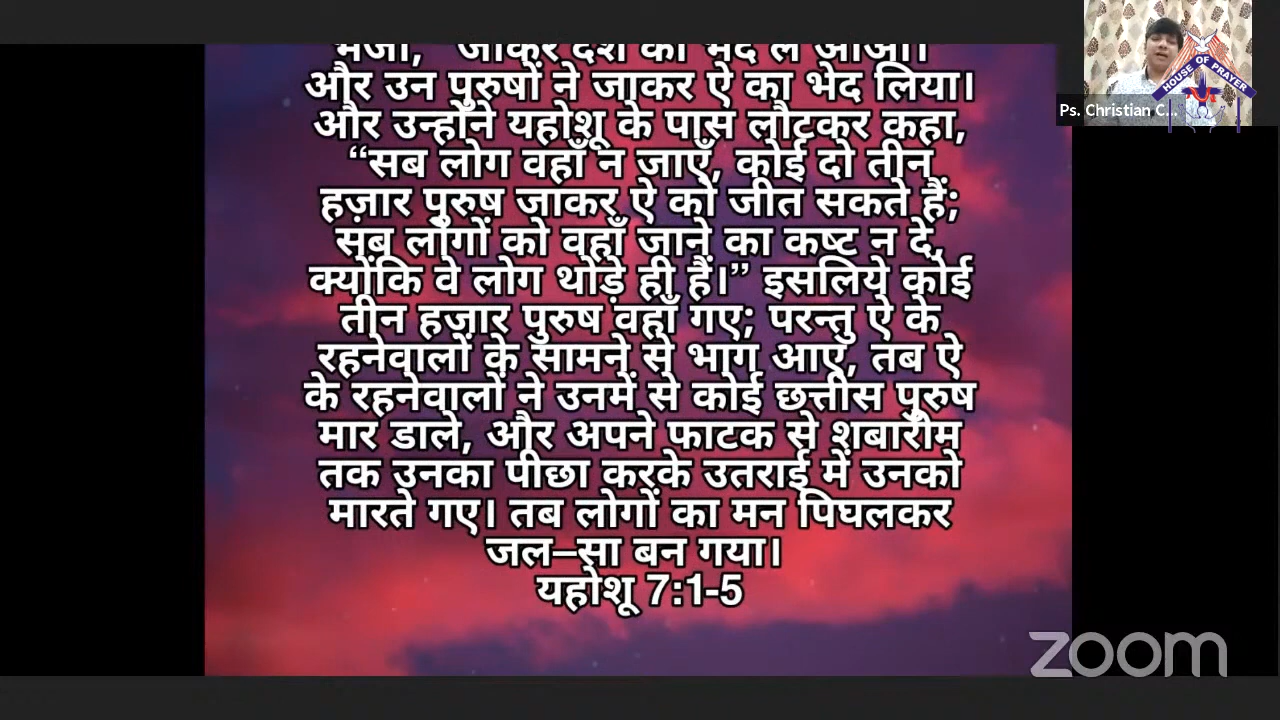 भेजा, “जाकर देश का भेद ले आओ।”
और उन पुरुषों ने जाकर ऐ का भेद लिया।
और उन्होंने यहोशू के पास लौटकर कहा,
“सब लोग वहाँ न जाएँ, कोई दो तीन
हज़ार पुरुष जाकर ऐ को जीत सकते हैं;
सब लोगों को वहाँ जाने का कष्ट न दे,
क्योंकि वे लोग थोड़े ही हैं।” इसलिये कोई
तीन हज़ार पुरुष वहाँ गए; परन्तु ऐ के
रहनेवालों के सामने से भाग आए, तब ऐ
के रहनेवालों ने उनमें से कोई छत्तीस पुरुष
मार डाले, और अपने फाटक से शबारीम
तक उनका पीछा करके उतराई में उनको
मारते गए। तब लोगों का मन पिघलकर
जल–सा बन गया।
यहोशू 7:1-5
HOUSE OF PRAYER
Ps. Christian C...
zoom